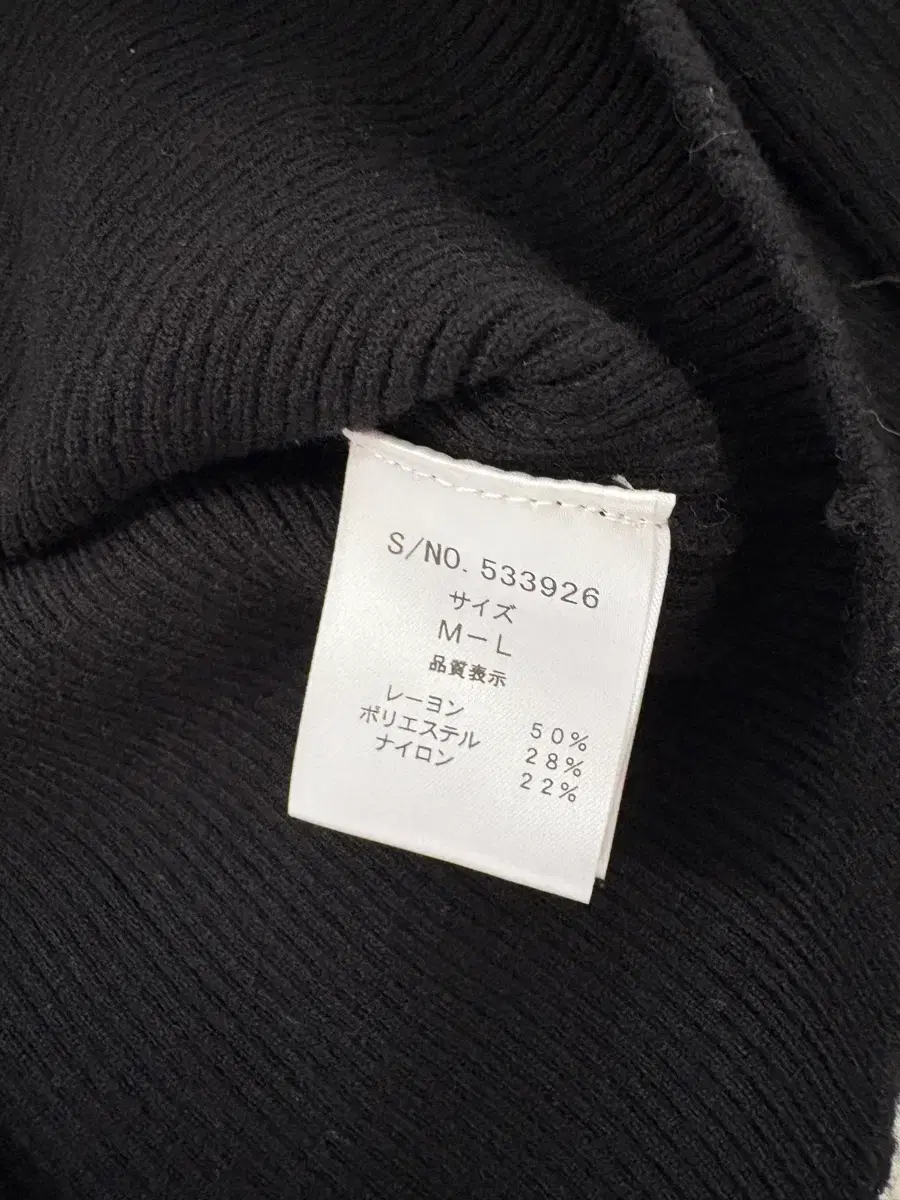 S/NO. 533926
サイズ
M－L
品質表示
レーヨン 50%
ポリエステル 28%
ナイロン 22%